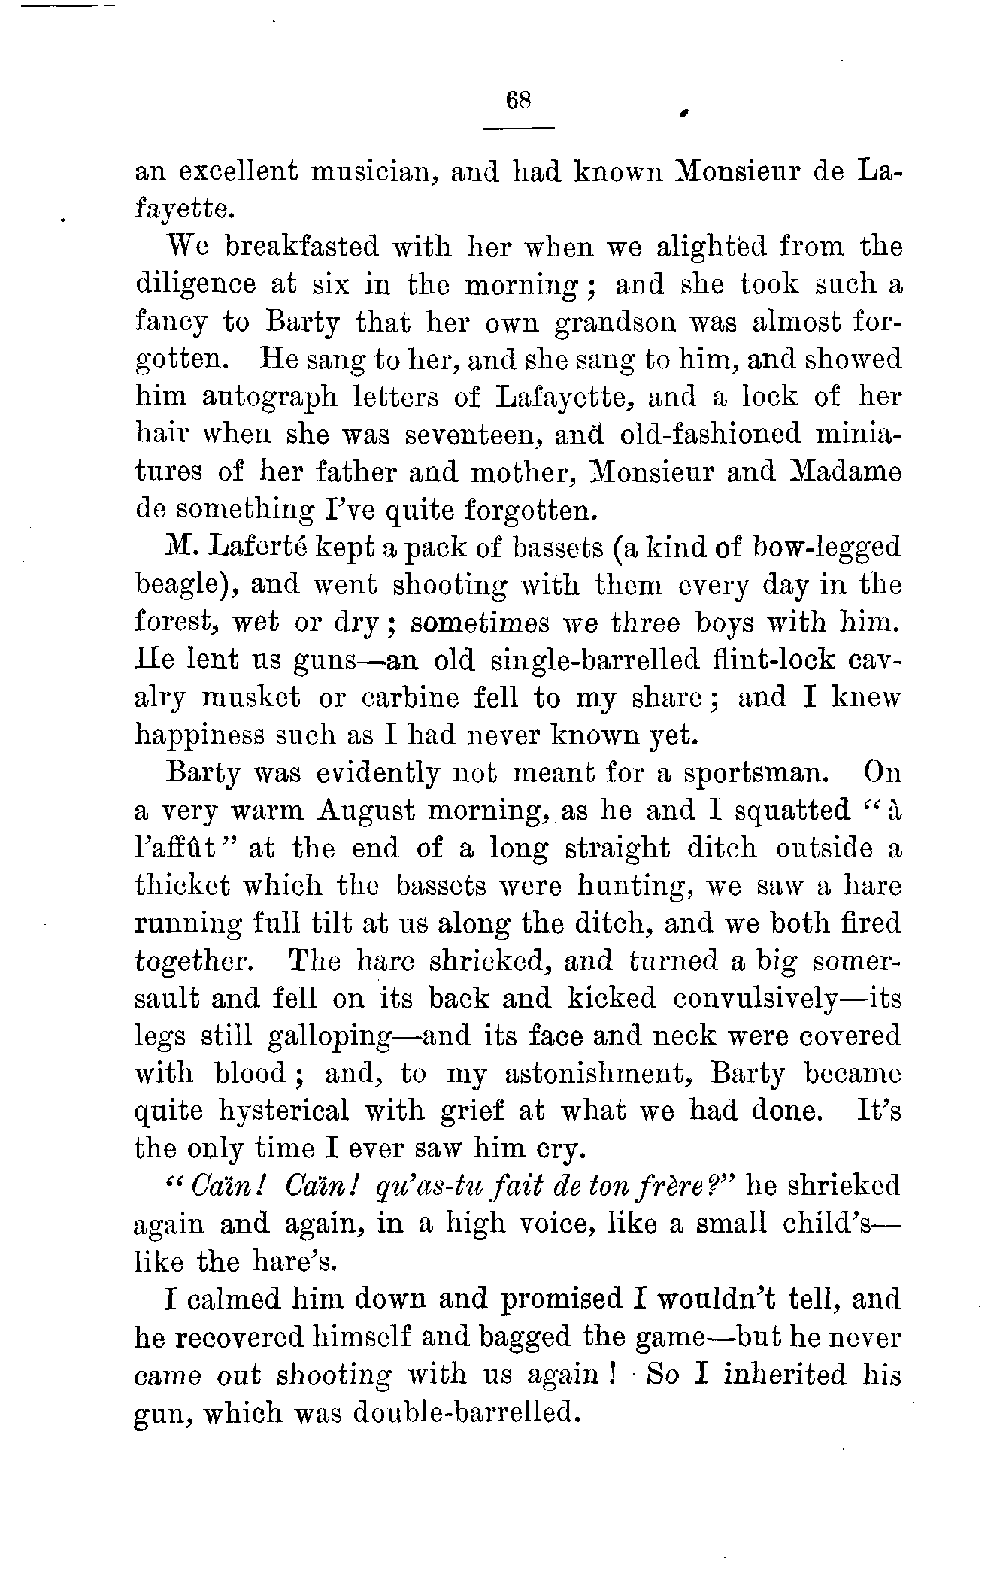 68
an excellent musician, and had known Monsieur de La-
fayette.
We breakfasted with her when we alighted from the
diligence at six in the morning; and she took such a
fancy to Barty that her own grandson was almost for-
gotten. He sang to her, and she sang to him, and showed
him autograph letters of Lafayette, and a lock of her
hair when she was seventeen, and old-fashioned minia-
tures of her father and mother, Monsieur and Madame
de something I've quite forgotten.
M. Laferté kept a pack of bassets (a kind of bow-legged
beagle), and went shooting with them every day in the
forest, wet or dry; sometimes we three boys with him.
He lent us guns—an old single-barrelled flint-lock cav-
alry musket or carbine fell to my share; and I knew
happiness such as I had never known yet.
Barty was evidently not meant for a sportsman. On
a very warm August morning, as he and I squatted "à
l'affût" at the end of a long straight ditch outside a
thicket which the bassets were hunting, we saw a hare
running full tilt at us along the ditch, and we both fired
together. The hare shrieked, and turned a big somer-
sault and fell on its back and kicked convulsively—its
legs still galloping—and its face and neck were covered
with blood; and, to my astonishment, Barty became
quite hysterical with grief at what we had done. It's
the only time I ever saw him cry.
"Caïn! Caïn! qu'as-tu fait de ton frère?" he shrieked
again and again, in a high voice, like a small child's—
like the hare's.
I calmed him down and promised I wouldn't tell, and
he recovered himself and bagged the game—but he never
came out shooting with us again! So I inherited his
gun, which was double-barrelled.